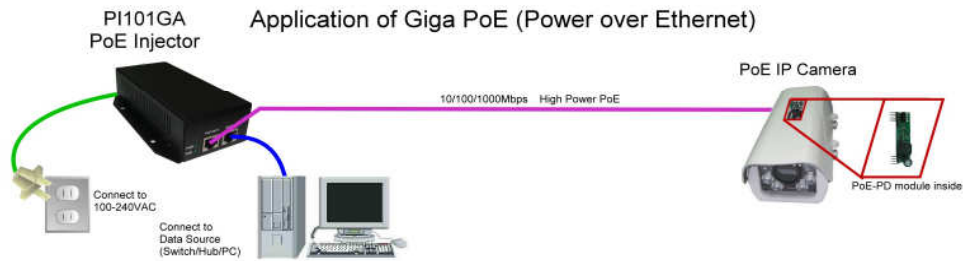 PI101GA
PoE Injector
Application of Giga PoE (Power over Ethernet)
PoE IP Camera
10/100/1000Mbps High Power PoE
PoE-PD module inside
Connect to
100-240VAC
Connect to
Data Source
(Switch/Hub/PC)